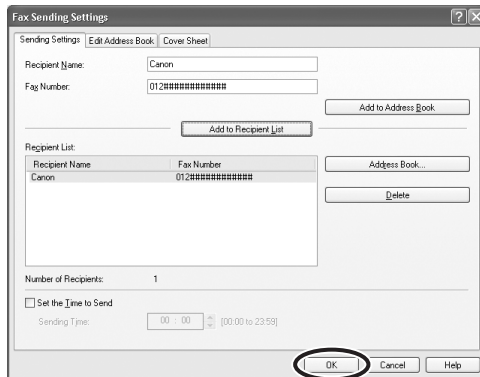 Fax Sending Settings
Sending Settings Edit Address Book Cover Sheet
Recipient Name: Canon
Fax Number: 012############
Add to Address Book
Add to Recipient List
Recipient List:
Recipient Name Fax Number
Canon 012############
Address Book...
Delete
Number of Recipients: 1
Set the Time to Send
Sending Time: 00 : 00 [00:00 to 23:59]
OK Cancel Help